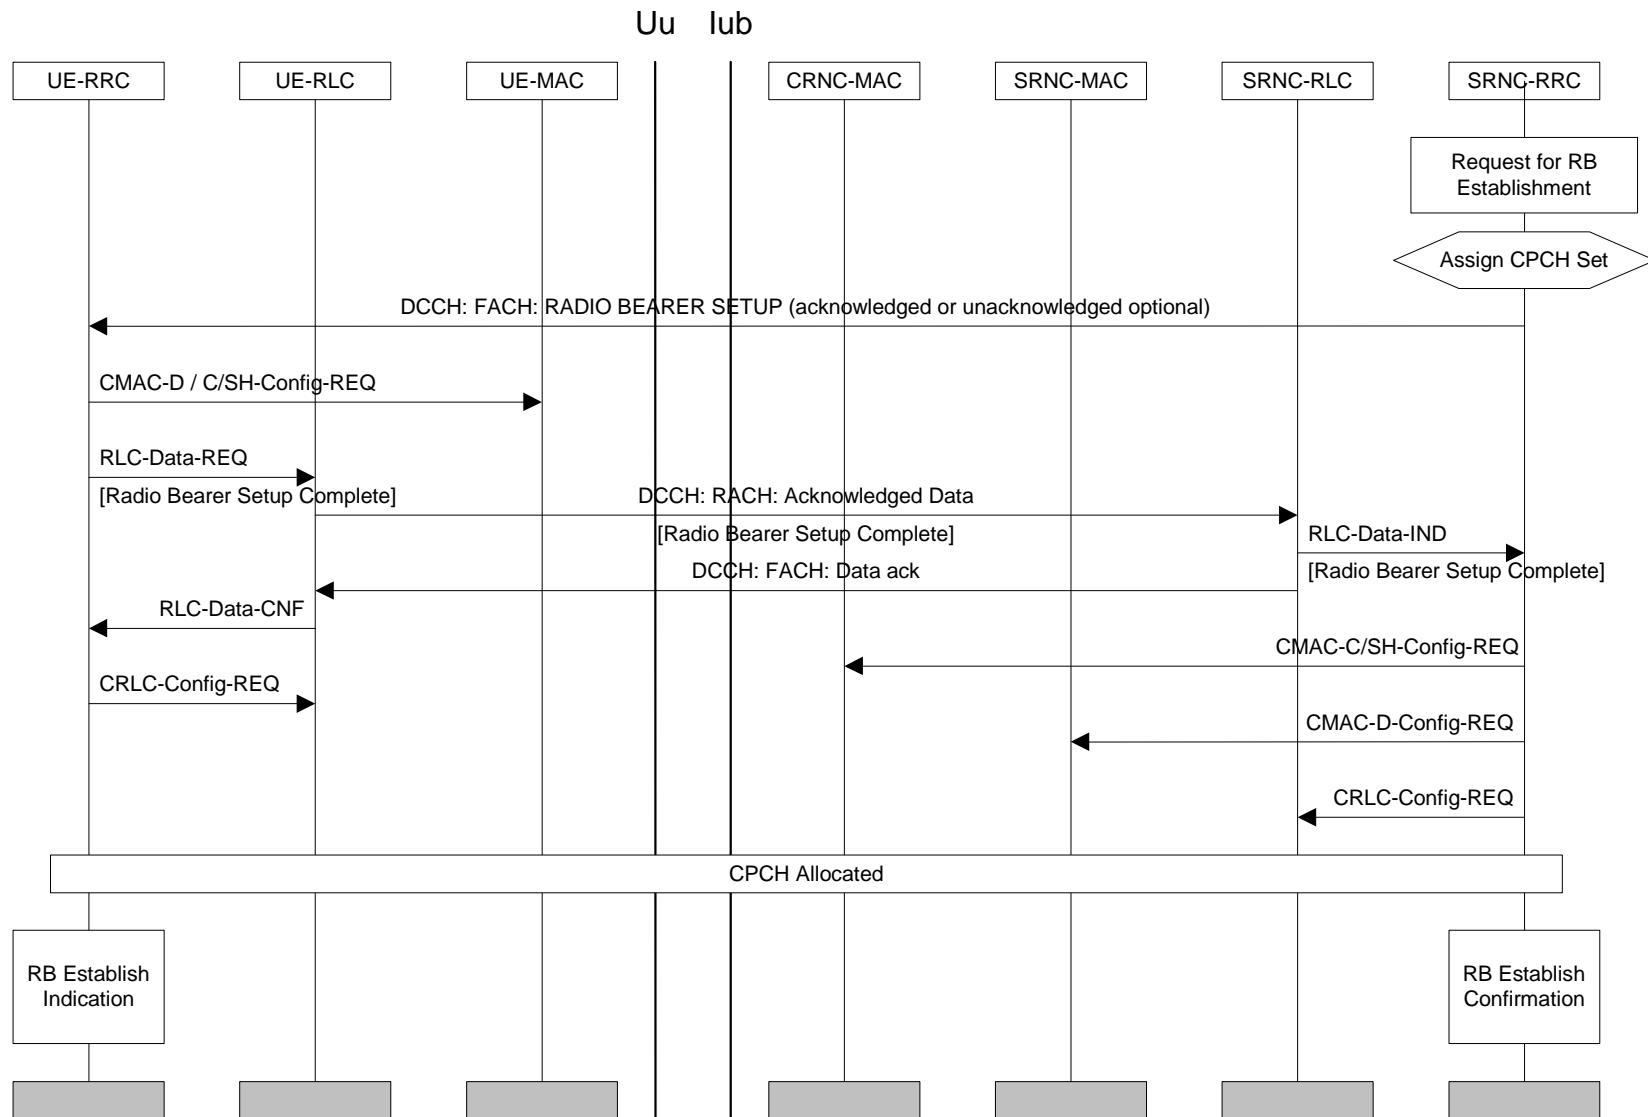 Uu Iub
UE-RRC UE-RLC UE-MAC CRNC-MAC SRNC-MAC SRNC-RLC SRNC-RRC
Request for RB
Establishment
Assign CPCH Set
DCCH: FACH: RADIO BEARER SETUP (acknowledged or unacknowledged optional)
CMAC-D / C/SH-Config-REQ
RLC-Data-REQ
[Radio Bearer Setup Complete]
DCCH: RACH: Acknowledged Data
[Radio Bearer Setup Complete]
RLC-Data-IND
[Radio Bearer Setup Complete]
DCCH: FACH: Data ack
RLC-Data-CNF
CMAC-C/SH-Config-REQ
CRLC-Config-REQ
CMAC-D-Config-REQ
CRLC-Config-REQ
CPCH Allocated
RB Establish
Indication
RB Establish
Confirmation